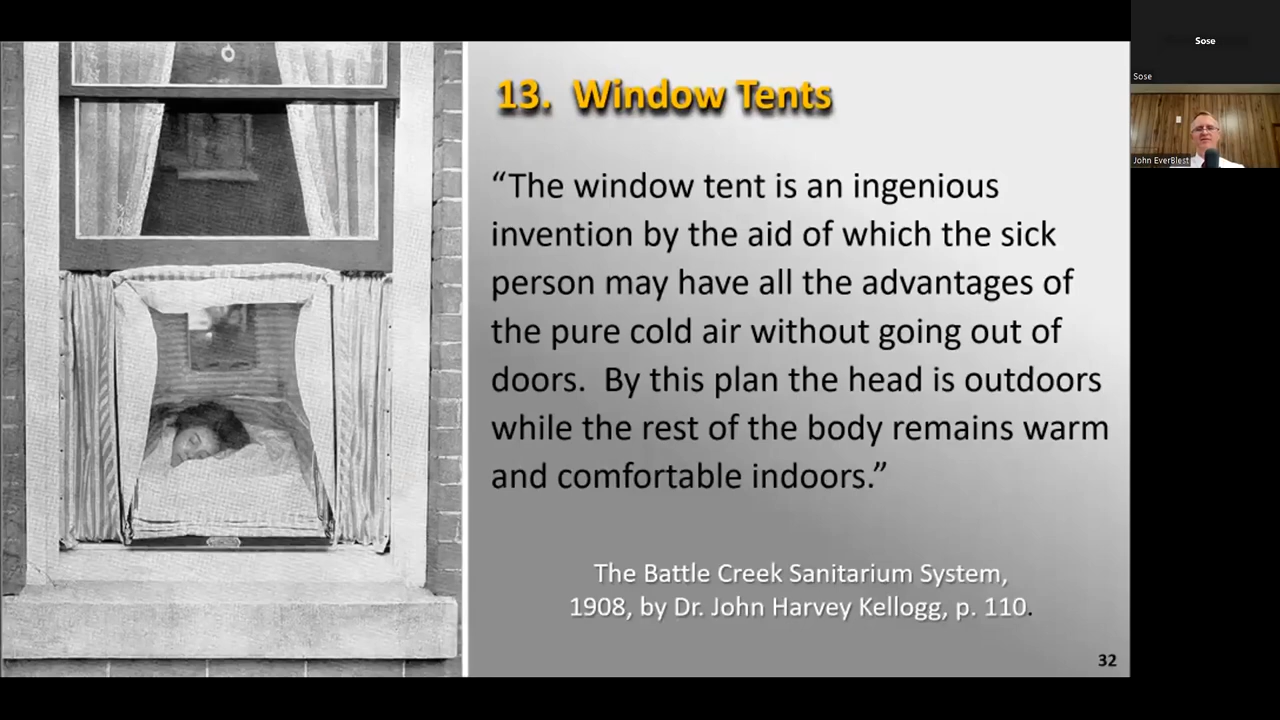 13.  Window Tents
“The window tent is an ingenious
invention by the aid of which the sick
person may have all the advantages of
the pure cold air without going out of
doors.  By this plan the head is outdoors
while the rest of the body remains warm
and comfortable indoors.”
The Battle Creek Sanitarium System,
1908, by Dr. John Harvey Kellogg, p. 110.
32
Sose
Sose
John EverBlest